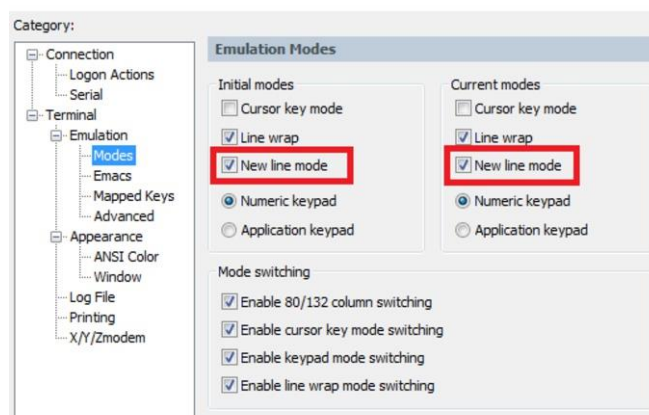 Category:
Connection
Logon Actions
Serial
Terminal
Emulation
Modes
Emacs
Mapped Keys
Advanced
Appearance
ANSI Color
Window
Log File
Printing
X/Y/Zmodem
Emulation Modes
Initial modes
Cursor key mode
Line wrap
New line mode
Numeric keypad
Application keypad
Current modes
Cursor key mode
Line wrap
New line mode
Numeric keypad
Application keypad
Mode switching
Enable 80/132 column switching
Enable cursor key mode switching
Enable keypad mode switching
Enable line wrap mode switching